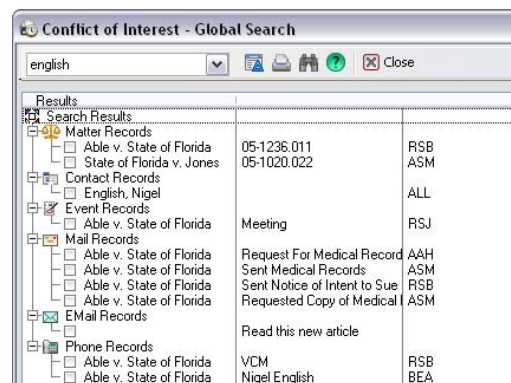 Conflict of Interest - Global Search
english Close
Results
Search Results
Matter Records
Able v. State of Florida 05-1236.011 RSB
State of Florida v. Jones 05-1020.022 ASM
Contact Records
English, Nigel ALL
Event Records
Able v. State of Florida Meeting RSJ
Mail Records
Able v. State of Florida Request For Medical Record AAH
Able v. State of Florida Sent Medical Records ASM
Able v. State of Florida Sent Notice of Intent to Sue RSB
Able v. State of Florida Requested Copy of Medical ASM
EMail Records
Read this new article
Phone Records
Able v. State of Florida VCM RSB
Able v. State of Florida Nigel English BEA